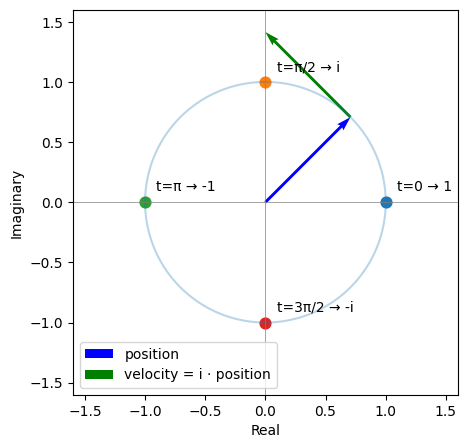 1.5
t=π/2 → i
1.0
0.5
t=π → -1
t=0 → 1
0.0
Imaginary
−0.5
t=3π/2 → -i
−1.0
position
velocity = i · position
−1.5
−1.5 −1.0 −0.5 0.0 0.5 1.0 1.5
Real